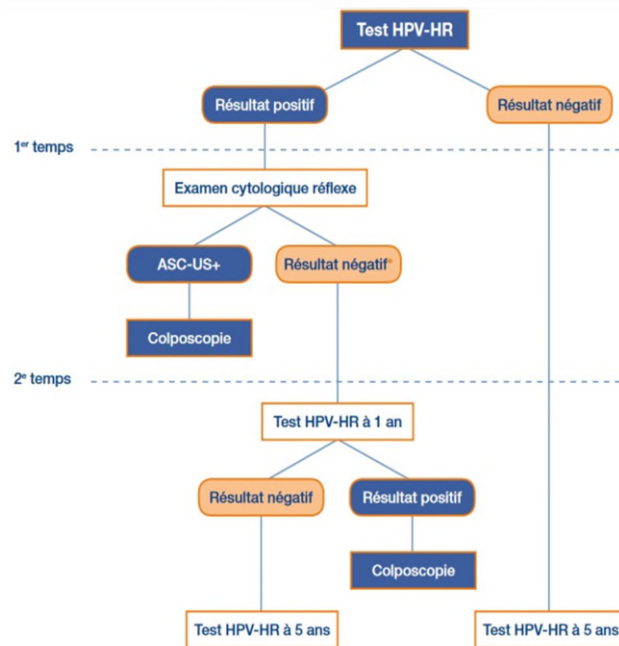 Test HPV-HR
Résultat positif
Résultat négatif
1er temps
Examen cytologique réflexe
ASC-US+
Résultat négatif*
Colposcopie
2e temps
Test HPV-HR à 1 an
Résultat négatif
Résultat positif
Colposcopie
Test HPV-HR à 5 ans
Test HPV-HR à 5 ans